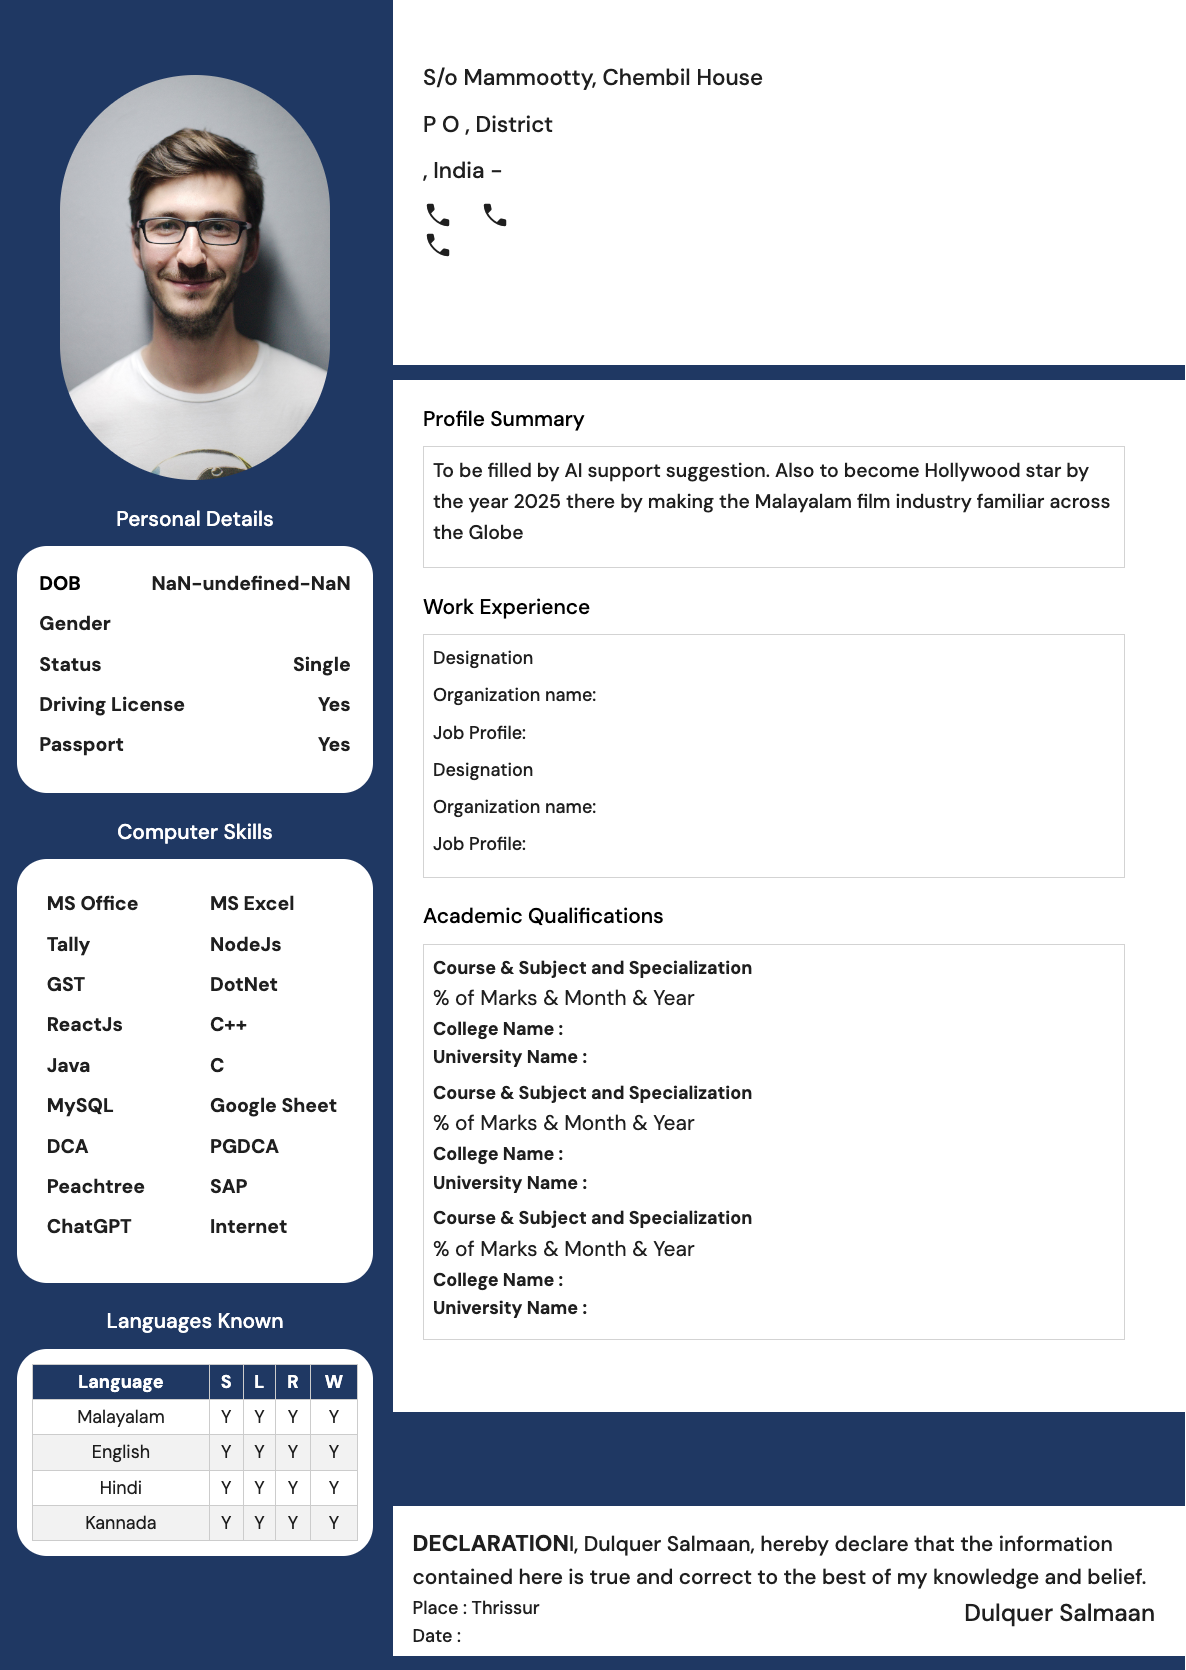 S/o Mammootty, Chembil House
P O , District
, India -
Personal Details
DOB NaN-undefined-NaN
Gender
Status Single
Driving License Yes
Passport Yes
Computer Skills
MS Office MS Excel
Tally NodeJs
GST DotNet
ReactJs C++
Java C
MySQL Google Sheet
DCA PGDCA
Peachtree SAP
ChatGPT Internet
Languages Known
Language S L R W
Malayalam Y Y Y Y
English Y Y Y Y
Hindi Y Y Y Y
Kannada Y Y Y Y
Profile Summary
To be filled by AI support suggestion. Also to become Hollywood star by
the year 2025 there by making the Malayalam film industry familiar across
the Globe
Work Experience
Designation
Organization name:
Job Profile:
Designation
Organization name:
Job Profile:
Academic Qualifications
Course & Subject and Specialization
% of Marks & Month & Year
College Name :
University Name :
Course & Subject and Specialization
% of Marks & Month & Year
College Name :
University Name :
Course & Subject and Specialization
% of Marks & Month & Year
College Name :
University Name :
DECLARATIONI, Dulquer Salmaan, hereby declare that the information
contained here is true and correct to the best of my knowledge and belief.
Place : Thrissur
Dulquer Salmaan
Date :